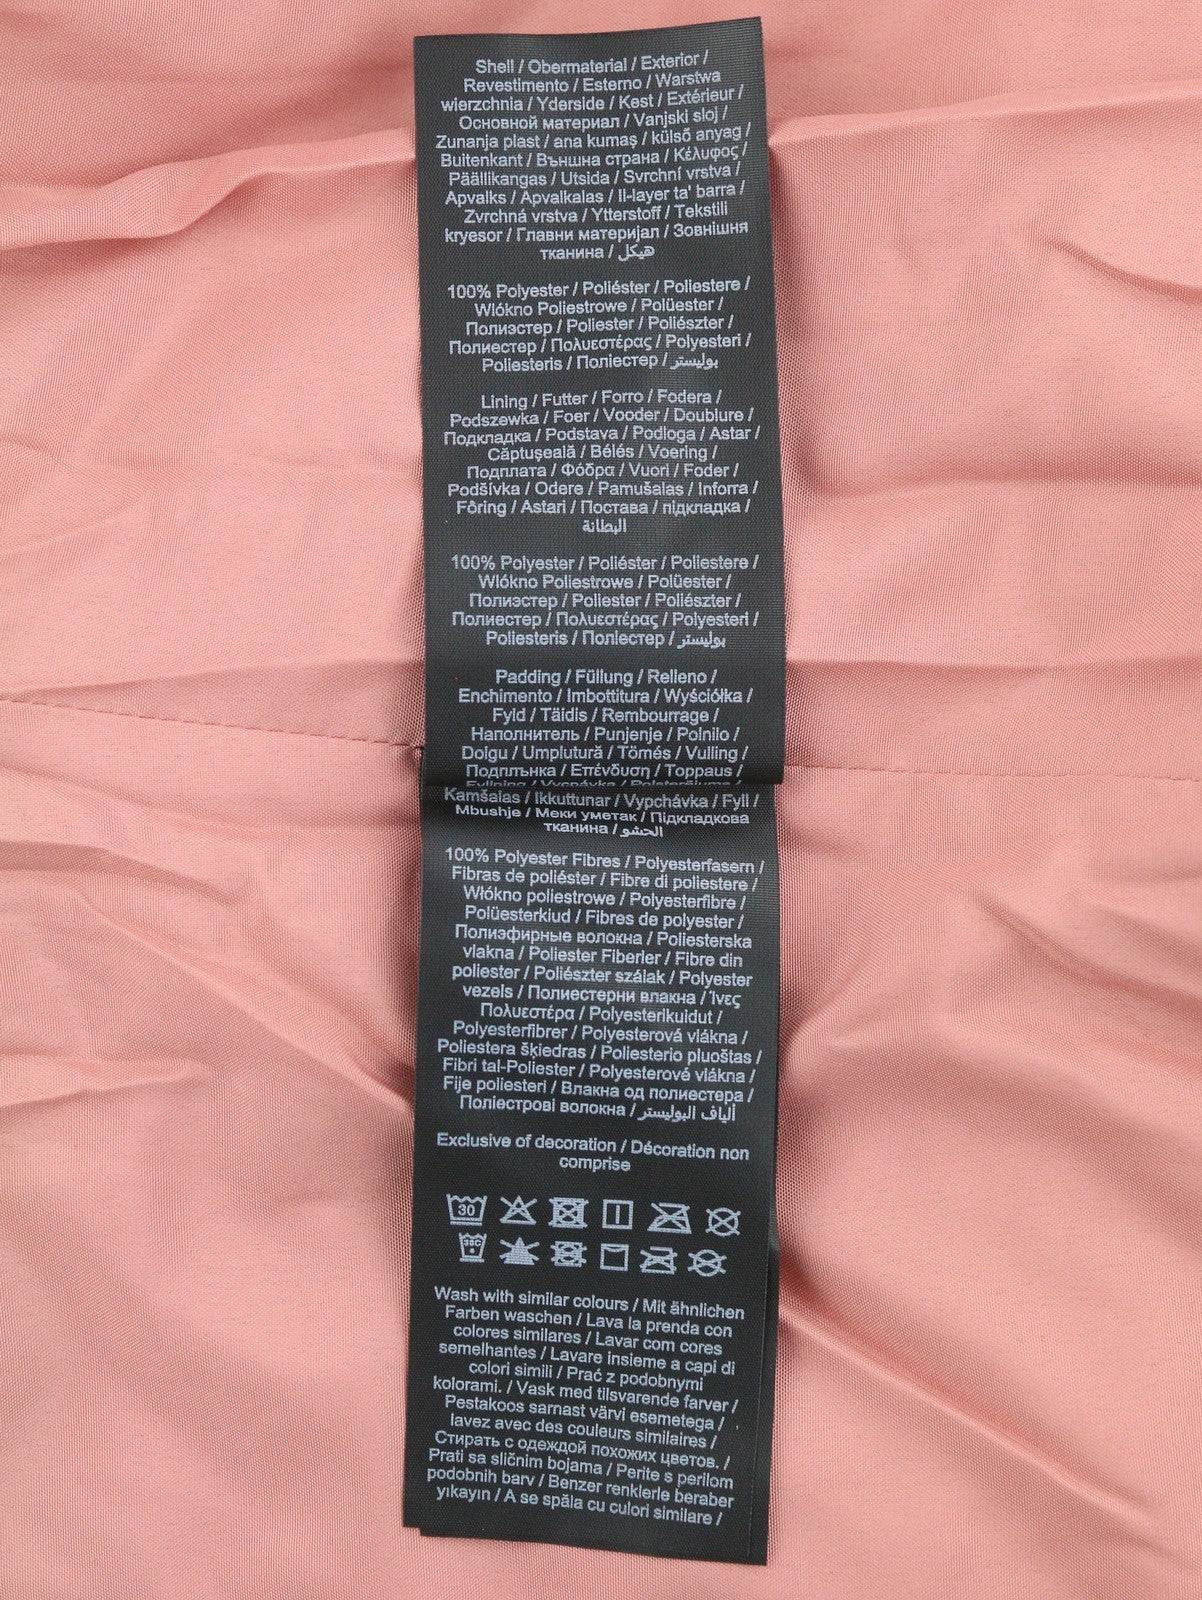 Shell / Obermaterial / Exterior /
Revestimento / Esterno / Warstwa
wierzchnia / Yderside / Kest / Extérieur /
Основной материал / Vanjski sloj /
Zunanja plast / ana kumaş / külső anyag /
Buitenkant / Външна страна / Κέλυφος /
Päällikangas / Utsida / Svrchní vrstva /
Apvalks / Apvalkalas / Il-layer ta' barra /
Zvrchná vrstva / Ytterstoff / Tekstili
kryesor / Главни материјал / Зовнішня
тканина / هيكل
100% Polyester / Poliéster / Poliestere /
Wlókno Poliestrowe / Polüester /
Полиэстер / Poliester / Poliészter /
Полиестер / Πολυεστέρας / Polyesteri /
Poliesteris / Поліестер / بوليستر
Lining / Futter / Forro / Fodera /
Podszewka / Foer / Vooder / Doublure /
Подкладка / Podstava / Podloga / Astar /
Căptușeală / Bélés / Voering /
Подплата / Φόδρα / Vuori / Foder /
Podšívka / Odere / Pamušalas / Inforra /
Fôring / Astari / Постава / підкладка /
البطانة
100% Polyester / Poliéster / Poliestere /
Wlókno Poliestrowe / Polüester /
Полиэстер / Poliester / Poliészter /
Полиестер / Πολυεστέρας / Polyesteri /
Poliesteris / Поліестер / بوليستر
Padding / Füllung / Relleno /
Enchimento / Imbottitura / Wyściółka /
Fyld / Täidis / Rembourrage /
Наполнитель / Punjenje / Polnilo /
Dolgu / Umplutură / Tömés / Vulling /
Подплънка / Επένδυση / Toppaus /
Fyllning / Vycpávka / Polsterējums /
Kamšalas / Ikkuttunar / Vypchávka / Fyll /
Mbushje / Меки уметак / Підкладкова
тканина / الحشو
100% Polyester Fibres / Polyesterfasern /
Fibras de poliéster / Fibre di poliestere /
Włókno poliestrowe / Polyesterfibre /
Polüesterkiud / Fibres de polyester /
Полиэфирные волокна / Poliesterska
vlakna / Poliester Fiberler / Fibre din
poliester / Poliészter szálak / Polyester
vezels / Полиестерни влакна / Ίνες
Πολυεστέρα / Polyesterikuidut /
Polyesterfibrer / Polyesterová vlákna /
Poliestera šķiedras / Poliesterio pluoštas /
Fibri tal-Poliester / Polyesterové vlákna /
Fije poliesteri / Влакна од полиестера /
Поліестрові волокна / ألياف البوليستر
Exclusive of decoration / Décoration non
comprise
30
30C
Wash with similar colours / Mit ähnlichen
Farben waschen / Lava la prenda con
colores similares / Lavar com cores
semelhantes / Lavare insieme a capi di
colori simili / Prać z podobnymi
kolorami. / Vask med tilsvarende farver /
Pestakoos sarnast värvi esemetega /
lavez avec des couleurs similaires /
Стирать с одеждой похожих цветов. /
Prati sa sličnim bojama / Perite s perilom
podobnih barv / Benzer renklerle beraber
yıkayın / A se spăla cu culori similare /